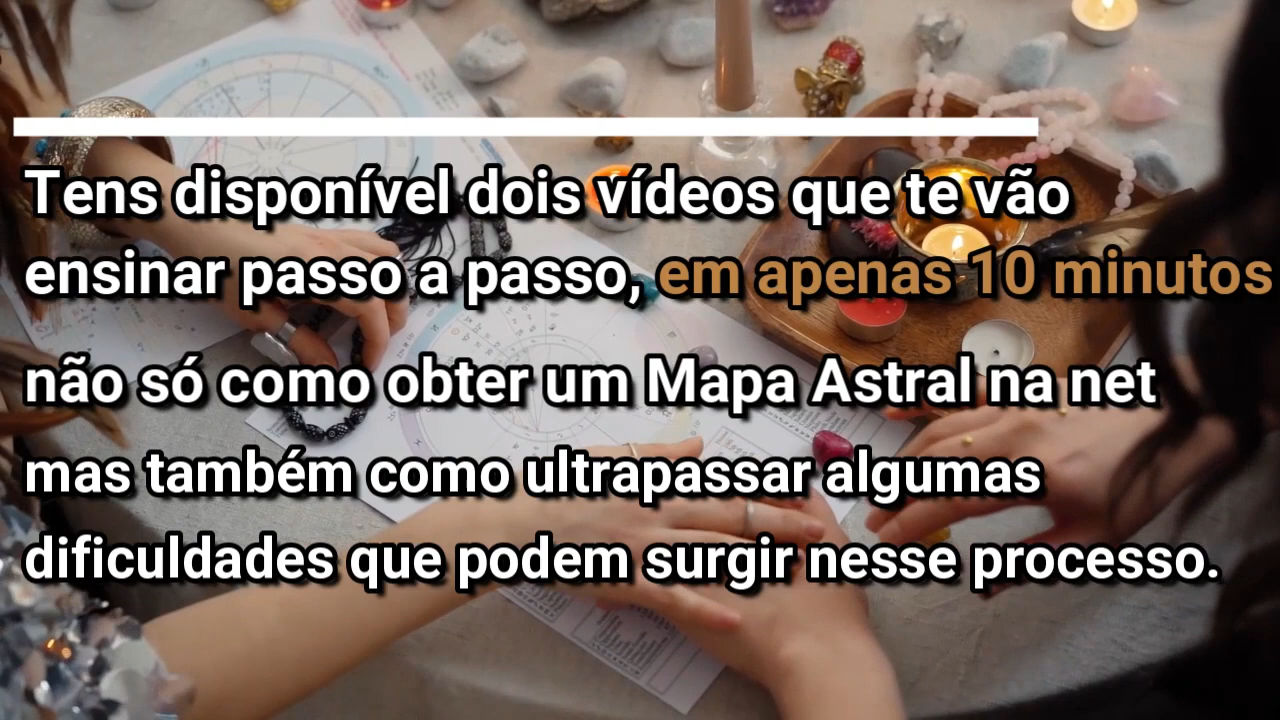 Tens disponível dois vídeos que te vão
ensinar passo a passo, em apenas 10 minutos
não só como obter um Mapa Astral na net
mas também como ultrapassar algumas
dificuldades que podem surgir nesse processo.